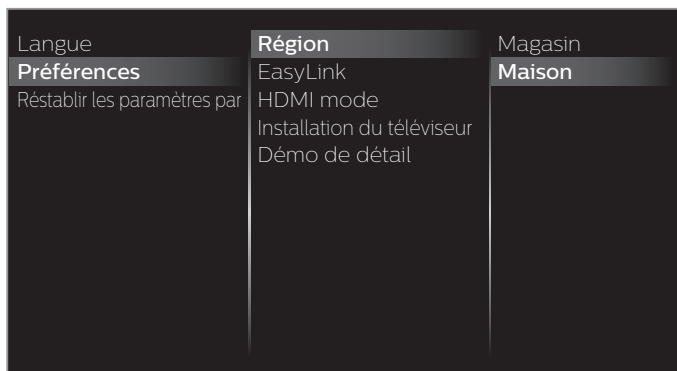 Langue
Préférences
Réstablir les paramètres par
Région
EasyLink
HDMI mode
Installation du téléviseur
Démo de détail
Magasin
Maison